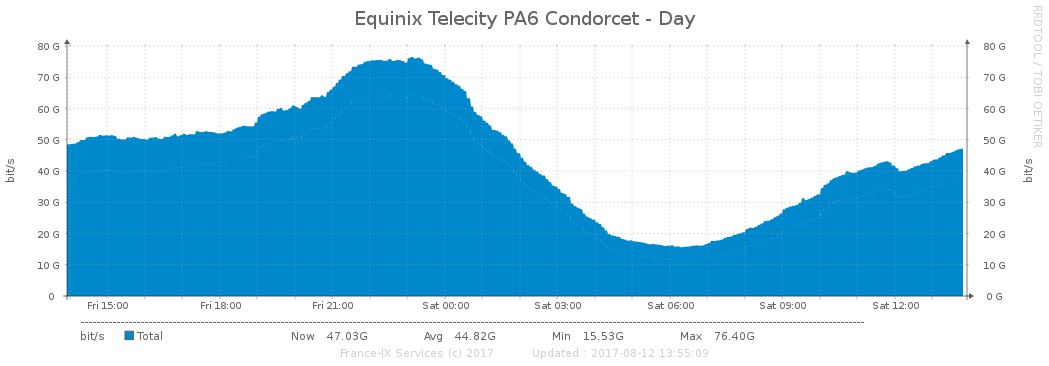 Equinix Telecity PA6 Condorcet - Day
RRDTOOL / TOBI OETIKER
80 G 80 G
70 G 70 G
60 G 60 G
50 G 50 G
40 G 40 G
30 G 30 G
20 G 20 G
10 G 10 G
0 0 G
bit/s bit/s
Fri 15:00 Fri 18:00 Fri 21:00 Sat 00:00 Sat 03:00 Sat 06:00 Sat 09:00 Sat 12:00
bit/s Total Now 47.03G Avg 44.82G Min 15.53G Max 76.40G
France-IX Services (c) 2017 Updated : 2017-08-12 13:55:09